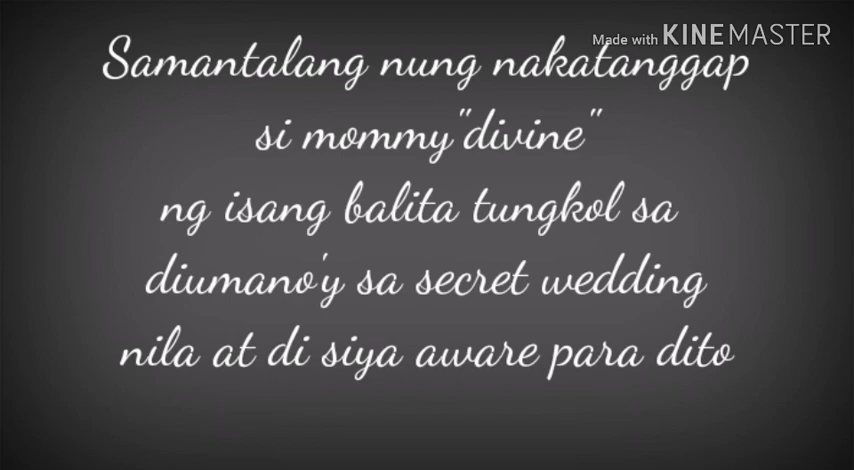 Made with KINEMASTER
Samantalang nung nakatanggap
si mommy"divine"
ng isang balita tungkol sa
diumano'y sa secret wedding
nila at di siya aware para dito